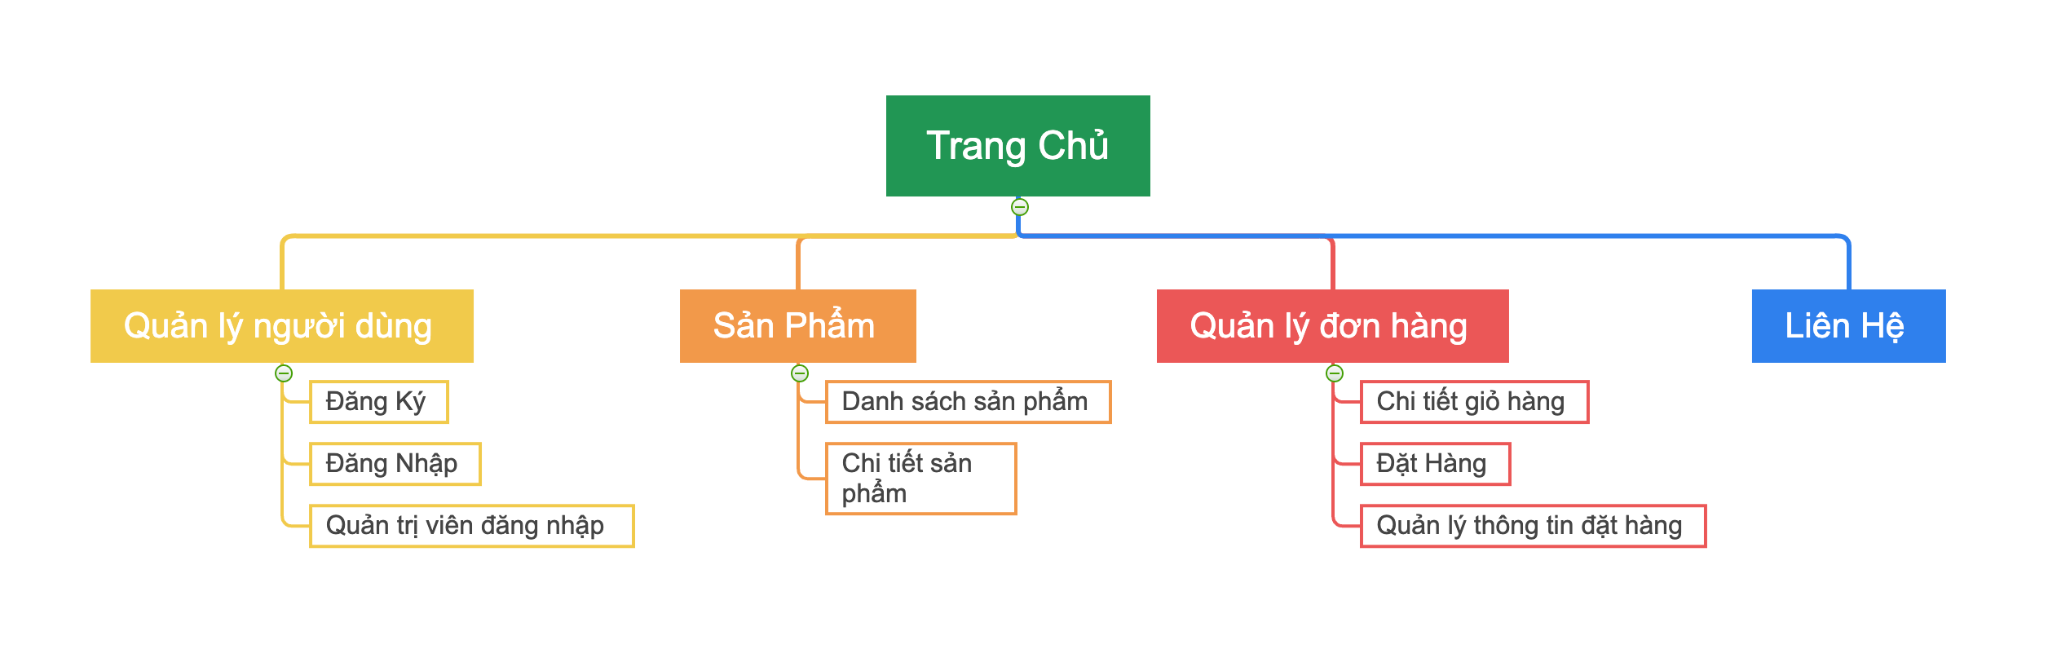 Trang Chủ
Quản lý người dùng
Đăng Ký
Đăng Nhập
Quản trị viên đăng nhập
Sản Phẩm
Danh sách sản phẩm
Chi tiết sản
phẩm
Quản lý đơn hàng
Chi tiết giỏ hàng
Đặt Hàng
Quản lý thông tin đặt hàng
Liên Hệ